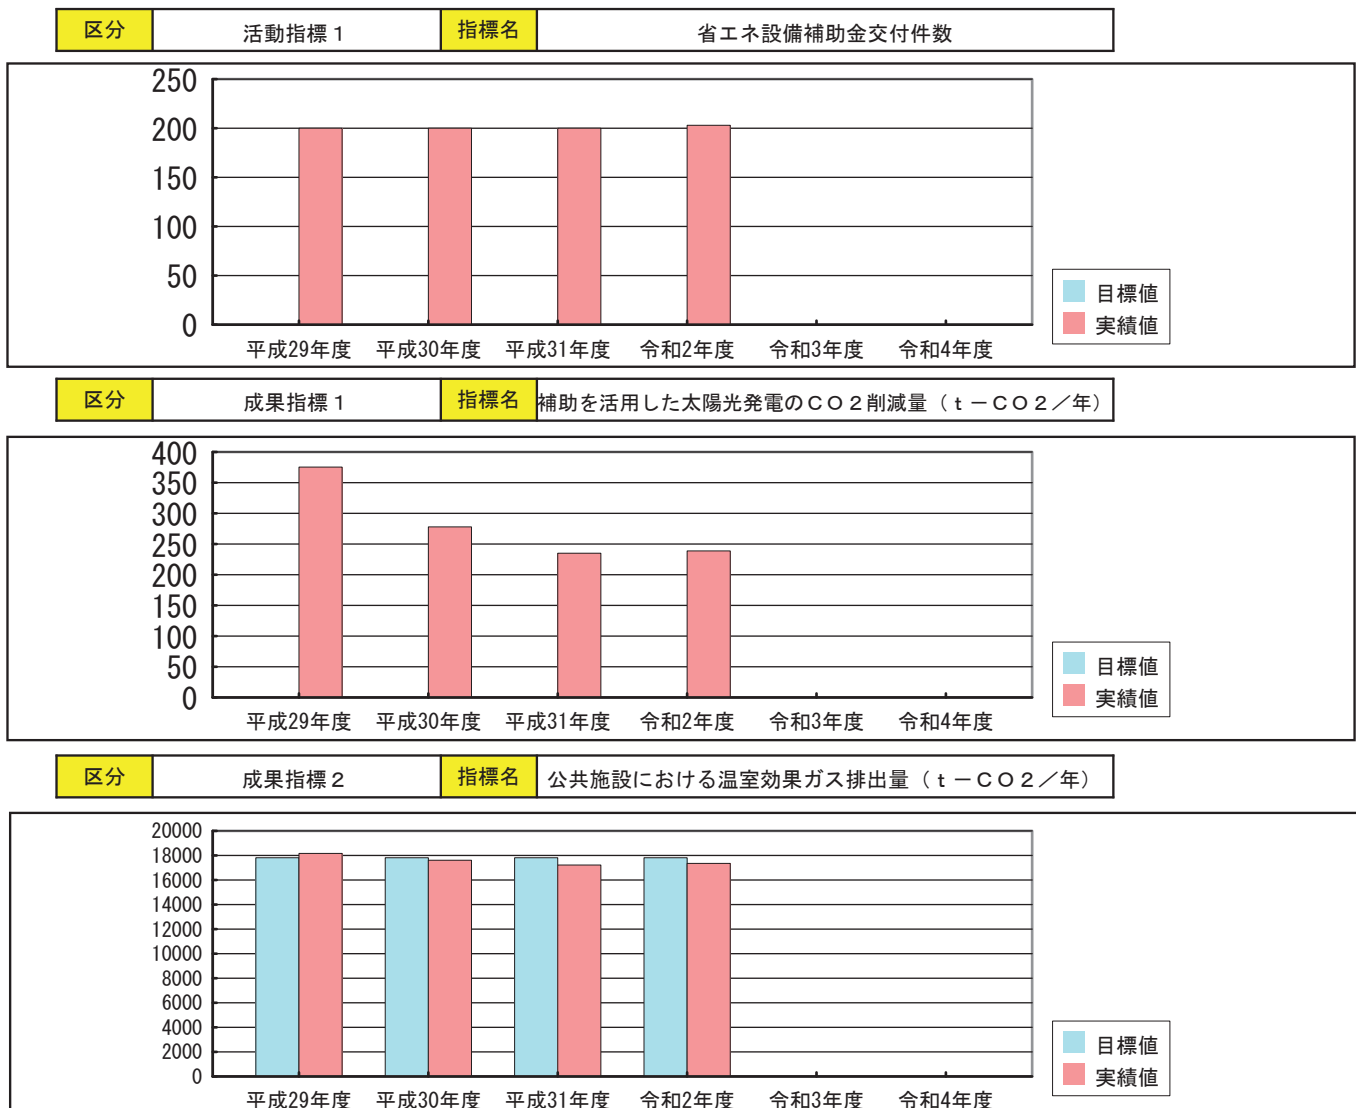 区分 活動指標1 指標名 省エネ設備補助金交付件数
250
200
150
100
50
0
平成29年度 平成30年度 平成31年度 令和2年度 令和3年度 令和4年度
目標値
実績値
区分 成果指標1 指標名 補助を活用した太陽光発電のCO2削減量（t-CO2/年）
400
350
300
250
200
150
100
50
0
平成29年度 平成30年度 平成31年度 令和2年度 令和3年度 令和4年度
目標値
実績値
区分 成果指標2 指標名 公共施設における温室効果ガス排出量（t-CO2/年）
20000
18000
16000
14000
12000
10000
8000
6000
4000
2000
0
平成29年度 平成30年度 平成31年度 令和2年度 令和3年度 令和4年度
目標値
実績値